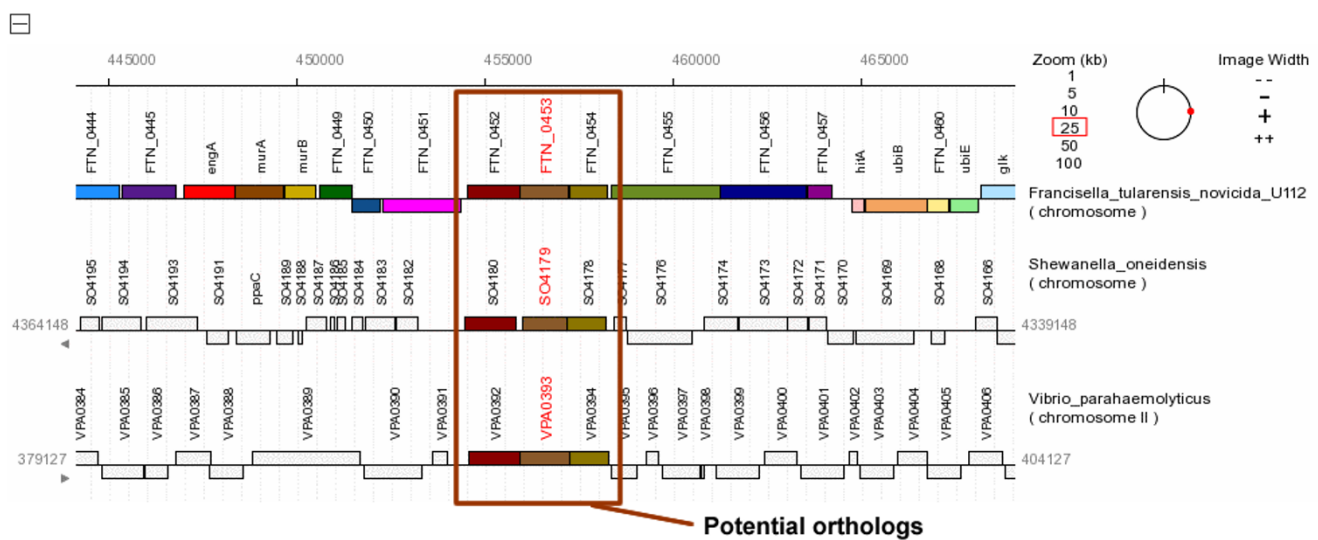 445000 450000 455000 460000 465000
Zoom (kb) Image Width
1
5
10
25
50
100
- -
-
+
++
FTN_0444 FTN_0445 engA murA murB FTN_0449 FTN_0450 FTN_0451 FTN_0452 FTN_0453 FTN_0454 FTN_0455 FTN_0456 FTN_0457 hitA ubiB FTN_0460 ubiE glk
Francisella_tularensis_novicida_U112
( chromosome )
SO4195 SO4194 SO4193 SO4191 ppaC SO4189 SO4188 SO4187 SO4186 SO4185 SO4184 SO4183 SO4182 SO4180 SO4179 SO4178 SO4177 SO4176 SO4174 SO4173 SO4172 SO4171 SO4170 SO4169 SO4168 SO4166
Shewanella_oneidensis
( chromosome )
4364148 4339148
VPA0384 VPA0385 VPA0386 VPA0387 VPA0388 VPA0389 VPA0390 VPA0391 VPA0392 VPA0393 VPA0394 VPA0395 VPA0396 VPA0397 VPA0398 VPA0399 VPA0400 VPA0401 VPA0402 VPA0403 VPA0404 VPA0405 VPA0406
Vibrio_parahaemolyticus
( chromosome II )
379127 404127
Potential orthologs